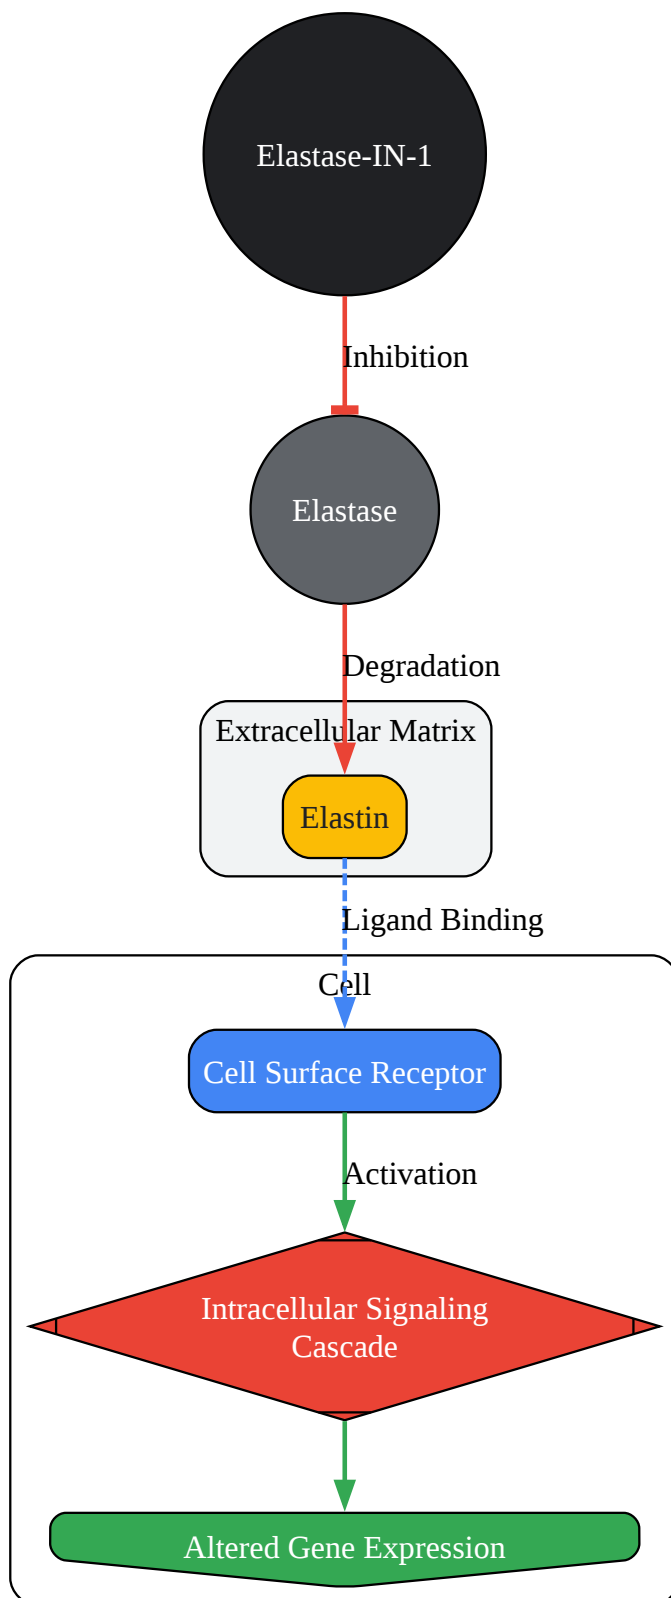 Elastase-IN-1
Inhibition
Elastase
Degradation
Extracellular Matrix
Elastin
Ligand Binding
Cell
Cell Surface Receptor
Activation
Intracellular Signaling
Cascade
Altered Gene Expression